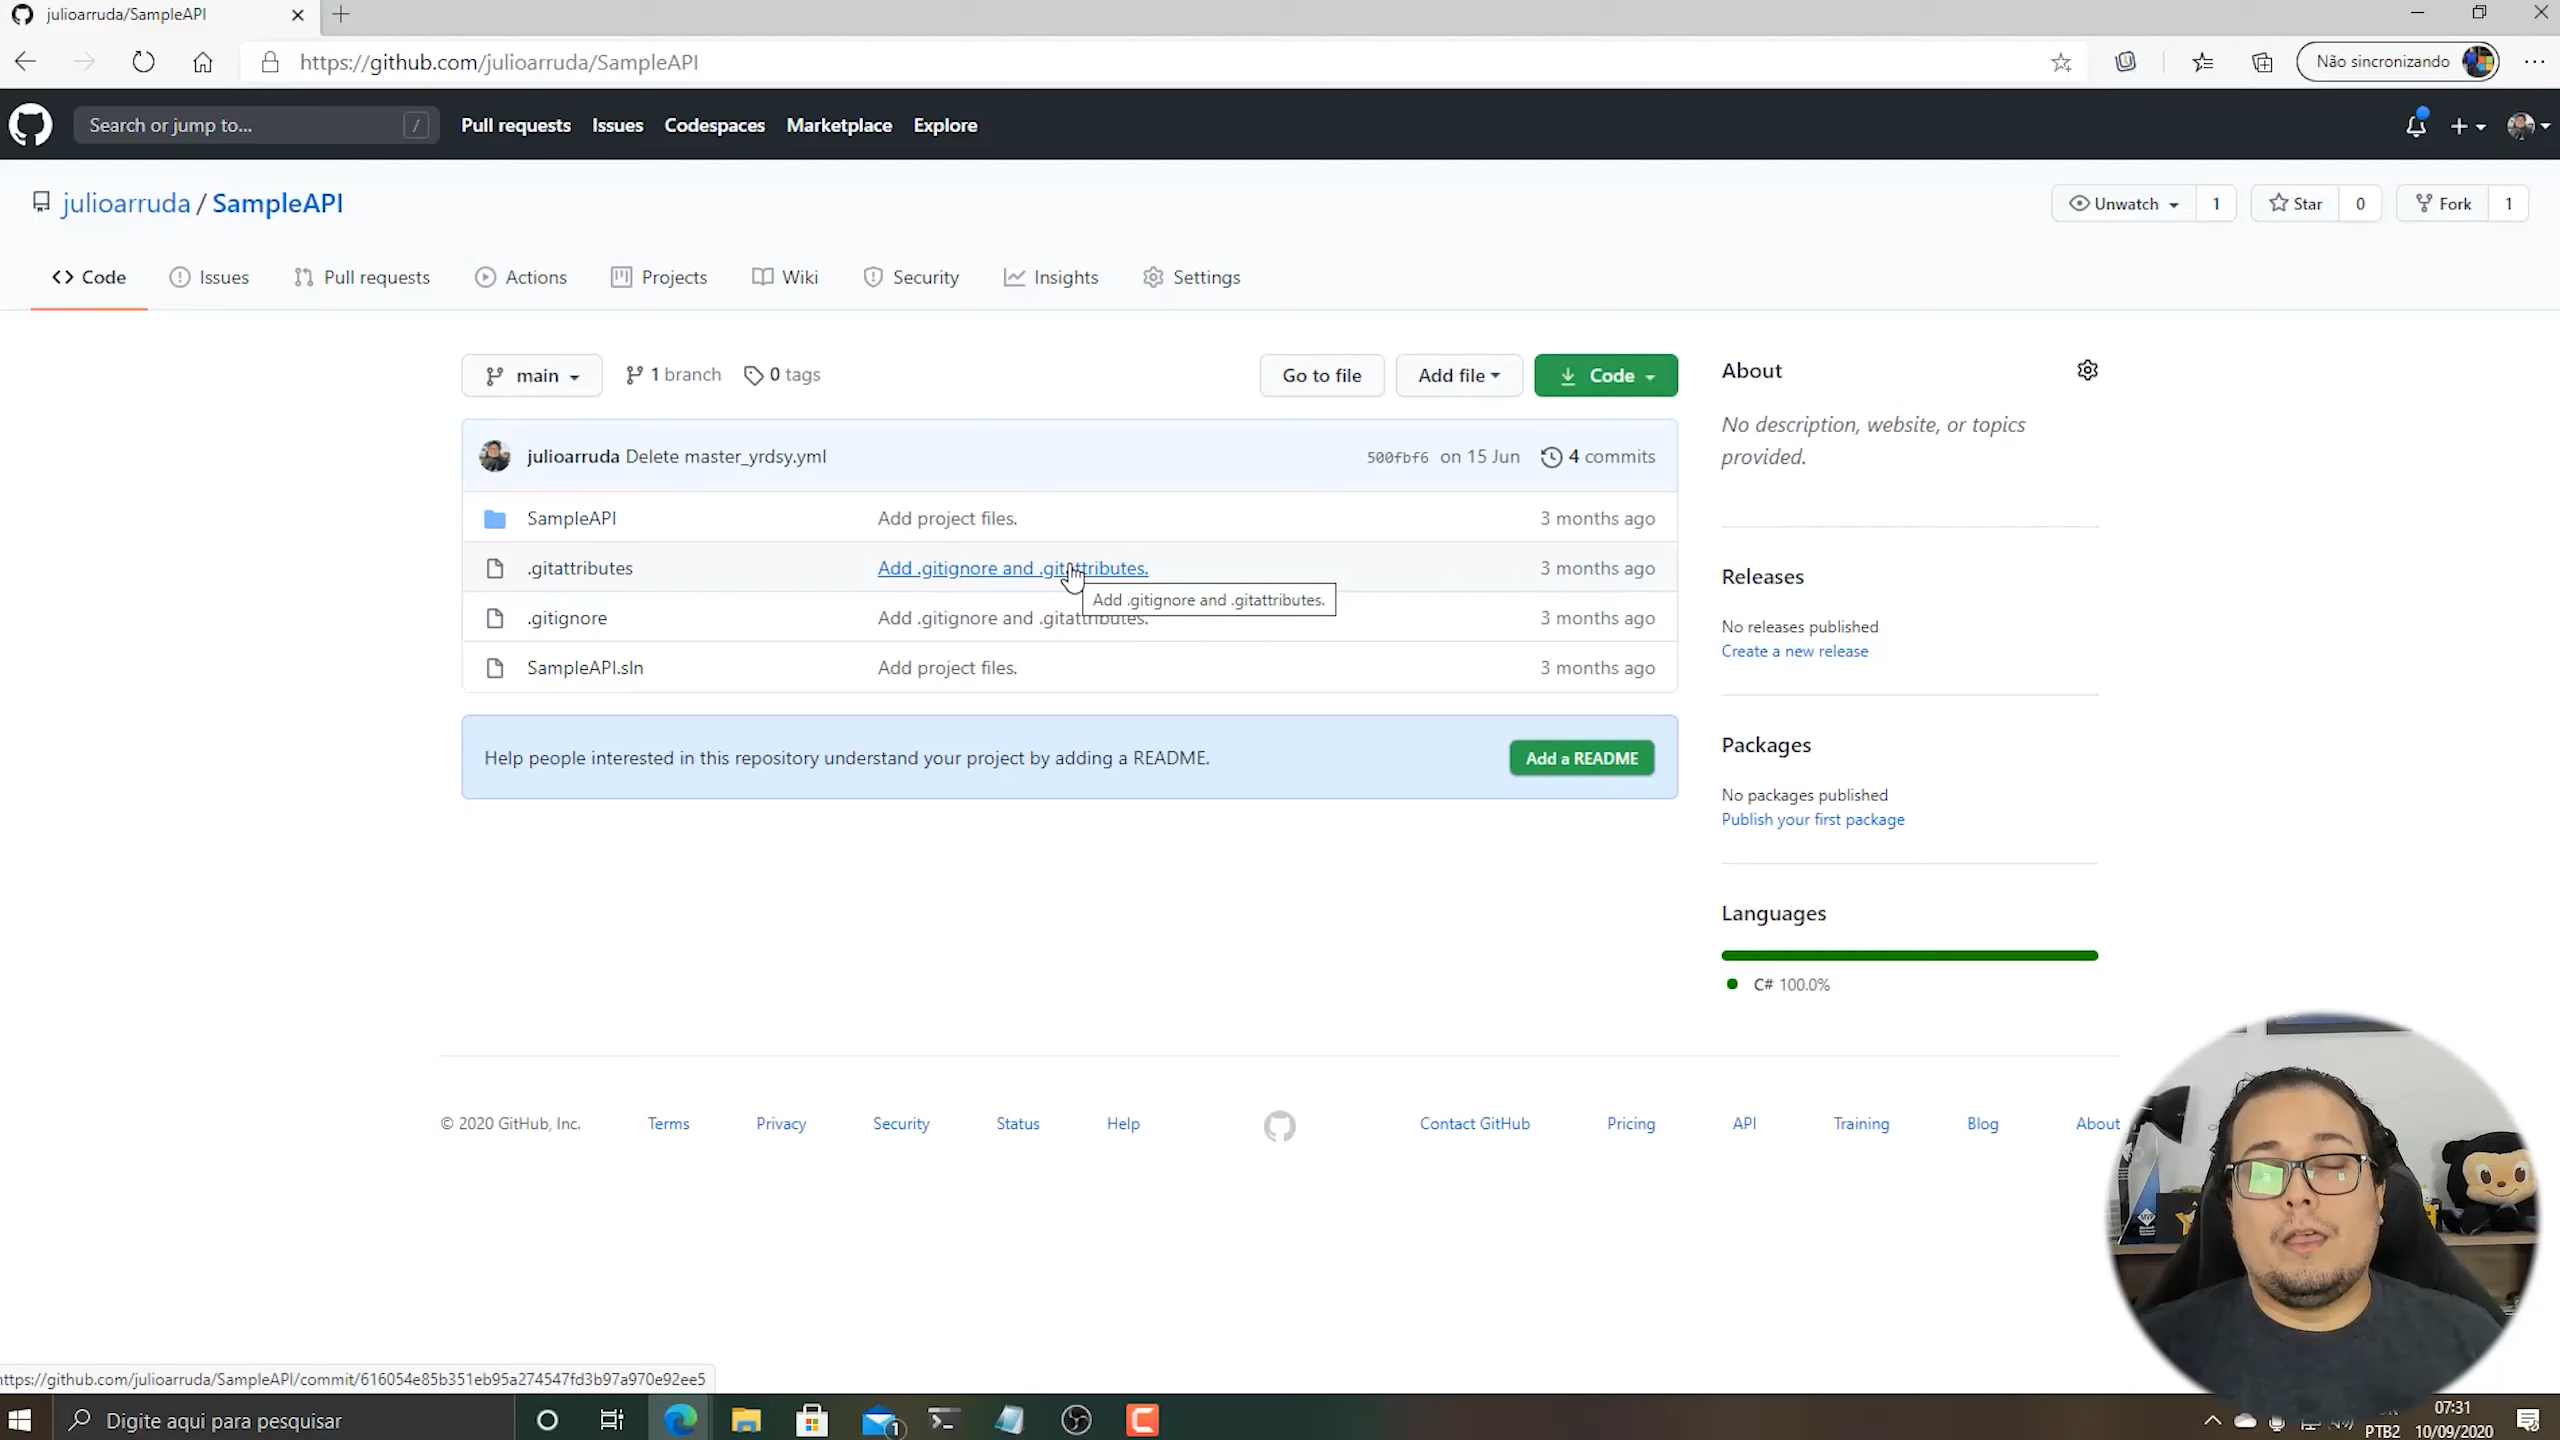 julioarruda/SampleAPI
https://github.com/julioarruda/SampleAPI
Não sincronizando
Search or jump to...
/
Pull requests
Issues
Codespaces
Marketplace
Explore
julioarruda / SampleAPI
Unwatch 1
Star 0
Fork 1
Code
Issues
Pull requests
Actions
Projects
Wiki
Security
Insights
Settings
main
1 branch
0 tags
Go to file
Add file
Code
julioarruda Delete master_yrdsy.yml
500fbf6 on 15 Jun
4 commits
SampleAPI Add project files. 3 months ago
.gitattributes Add .gitignore and .gitattributes. 3 months ago
Add .gitignore and .gitattributes.
.gitignore Add .gitignore and .gitattributes. 3 months ago
SampleAPI.sln Add project files. 3 months ago
Help people interested in this repository understand your project by adding a README.
Add a README
About
No description, website, or topics
provided.
Releases
No releases published
Create a new release
Packages
No packages published
Publish your first package
Languages
C# 100.0%
© 2020 GitHub, Inc.
Terms
Privacy
Security
Status
Help
Contact GitHub
Pricing
API
Training
Blog
About
MVP
ttps://github.com/julioarruda/SampleAPI/commit/616054e85b351eb95a274547fd3b97a970e92ee5
Digite aqui para pesquisar
1
PTB2
07:31
10/09/2020